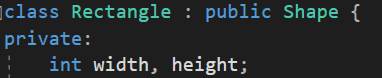 class Rectangle : public Shape {
private:
int width, height;